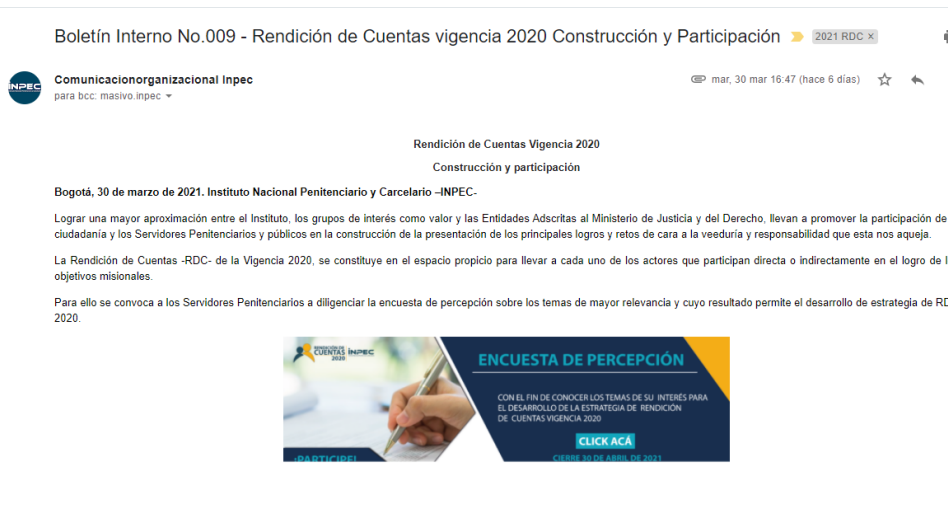 Boletín Interno No.009 - Rendición de Cuentas vigencia 2020 Construcción y Participación 2021 RDC ×
INPEC
Comunicacionorganizacional Inpec mar, 30 mar 16:47 (hace 6 días)
para bcc: masivo.inpec
Rendición de Cuentas Vigencia 2020
Construcción y participación
Bogotá, 30 de marzo de 2021. Instituto Nacional Penitenciario y Carcelario –INPEC-
Lograr una mayor aproximación entre el Instituto, los grupos de interés como valor y las Entidades Adscritas al Ministerio de Justicia y del Derecho, llevan a promover la participación de
ciudadanía y los Servidores Penitenciarios y públicos en la construcción de la presentación de los principales logros y retos de cara a la veeduría y responsabilidad que esta nos aqueja.
La Rendición de Cuentas -RDC- de la Vigencia 2020, se constituye en el espacio propicio para llevar a cada uno de los actores que participan directa o indirectamente en el logro de
objetivos misionales.
Para ello se convoca a los Servidores Penitenciarios a diligenciar la encuesta de percepción sobre los temas de mayor relevancia y cuyo resultado permite el desarrollo de estrategia de
2020.
RENDICIÓN DE
CUENTAS INPEC
2020
ENCUESTA DE PERCEPCIÓN
CON EL FIN DE CONOCER LOS TEMAS DE SU INTERÉS PARA
EL DESARROLLO DE LA ESTRATEGIA DE RENDICIÓN
DE CUENTAS VIGENCIA 2020
CLICK ACÁ
¡PARTICIPE! CIERRE 30 DE ABRIL DE 2021